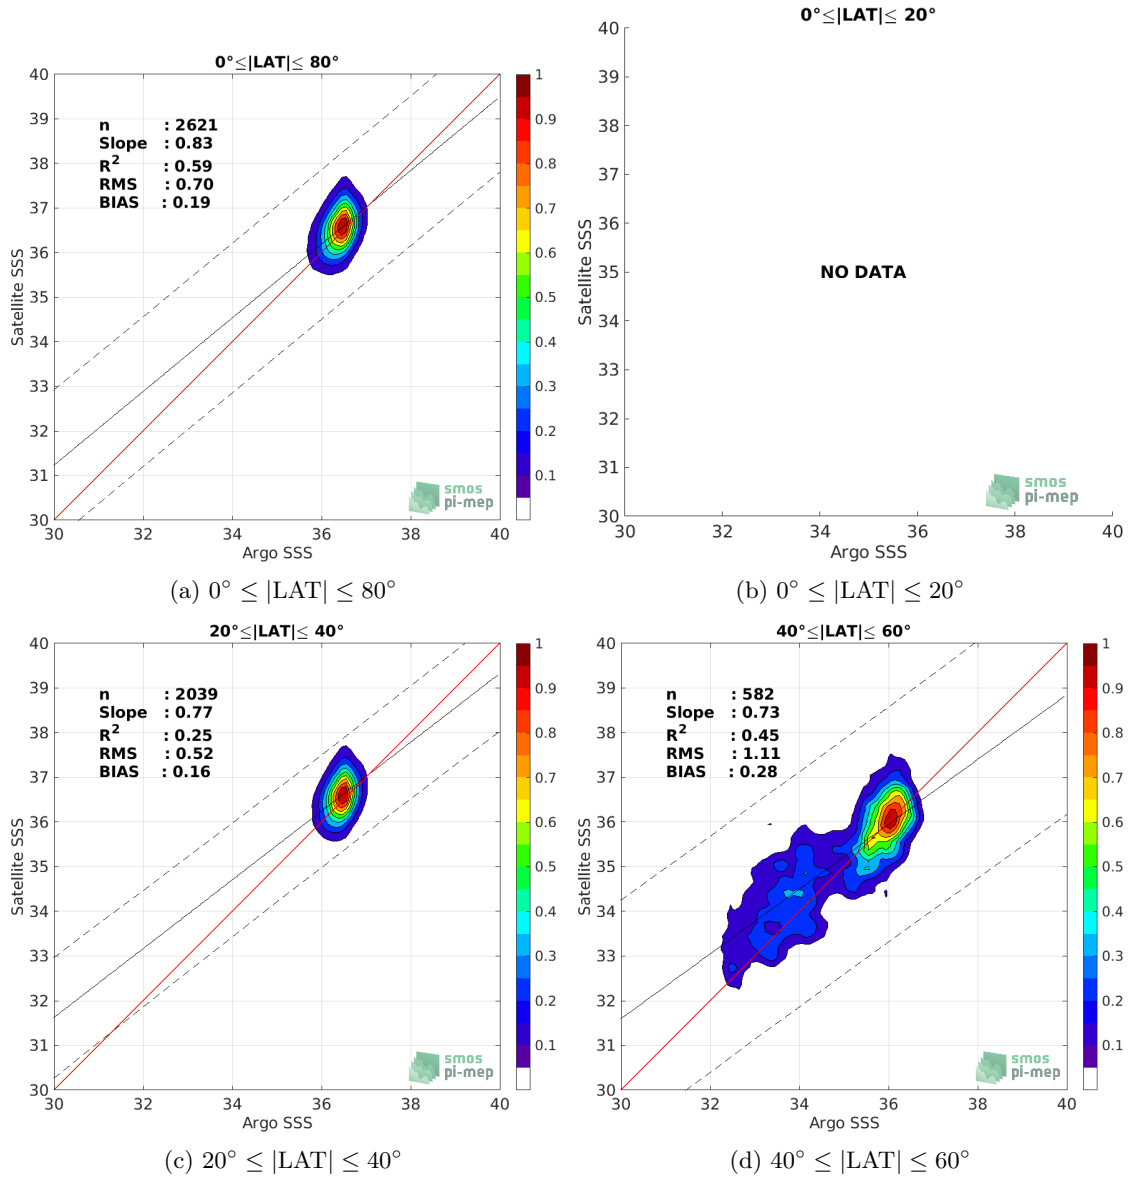 0°≤|LAT|≤ 80°
40
39
38
37
36
35
34
33
32
31
30
Satellite SSS
n : 2621
Slope : 0.83
R² : 0.59
RMS : 0.70
BIAS : 0.19
1
0.9
0.8
0.7
0.6
0.5
0.4
0.3
0.2
0.1
smos
pi-mep
30 32 34 36 38 40
Argo SSS
(a) 0° ≤ |LAT| ≤ 80°
0°≤|LAT|≤ 20°
40
39
38
37
36
35
34
33
32
31
30
Satellite SSS
NO DATA
smos
pi-mep
30 32 34 36 38 40
Argo SSS
(b) 0° ≤ |LAT| ≤ 20°
20°≤|LAT|≤ 40°
40
39
38
37
36
35
34
33
32
31
30
Satellite SSS
n : 2039
Slope : 0.77
R² : 0.25
RMS : 0.52
BIAS : 0.16
1
0.9
0.8
0.7
0.6
0.5
0.4
0.3
0.2
0.1
smos
pi-mep
30 32 34 36 38 40
Argo SSS
(c) 20° ≤ |LAT| ≤ 40°
40°≤|LAT|≤ 60°
40
39
38
37
36
35
34
33
32
31
30
Satellite SSS
n : 582
Slope : 0.73
R² : 0.45
RMS : 1.11
BIAS : 0.28
1
0.9
0.8
0.7
0.6
0.5
0.4
0.3
0.2
0.1
smos
pi-mep
30 32 34 36 38 40
Argo SSS
(d) 40° ≤ |LAT| ≤ 60°